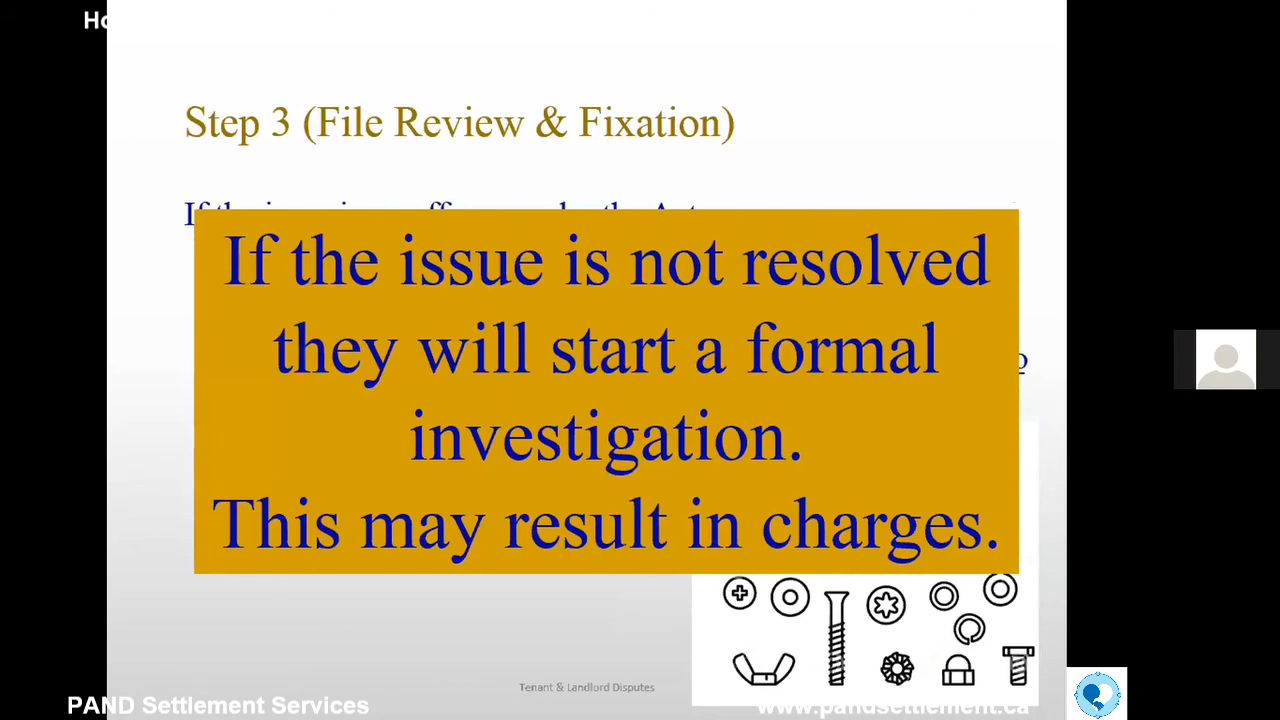 Step 3 (File Review & Fixation)
If the issue is not resolved
they will start a formal
investigation.
This may result in charges.
Tenant & Landlord Disputes
PAND Settlement Services
www.pandsettlement.ca